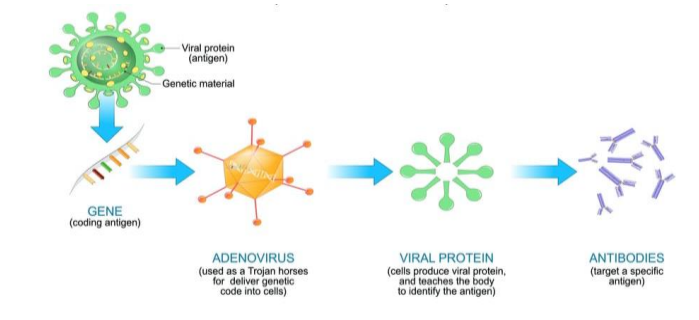 Viral protein
(antigen)
Genetic material
GENE
(coding antigen)
ADENOVIRUS
(used as a Trojan horses
for deliver genetic
code into cells)
VIRAL PROTEIN
(cells produce viral protein,
and teaches the body
to identify the antigen)
ANTIBODIES
(target a specific
antigen)